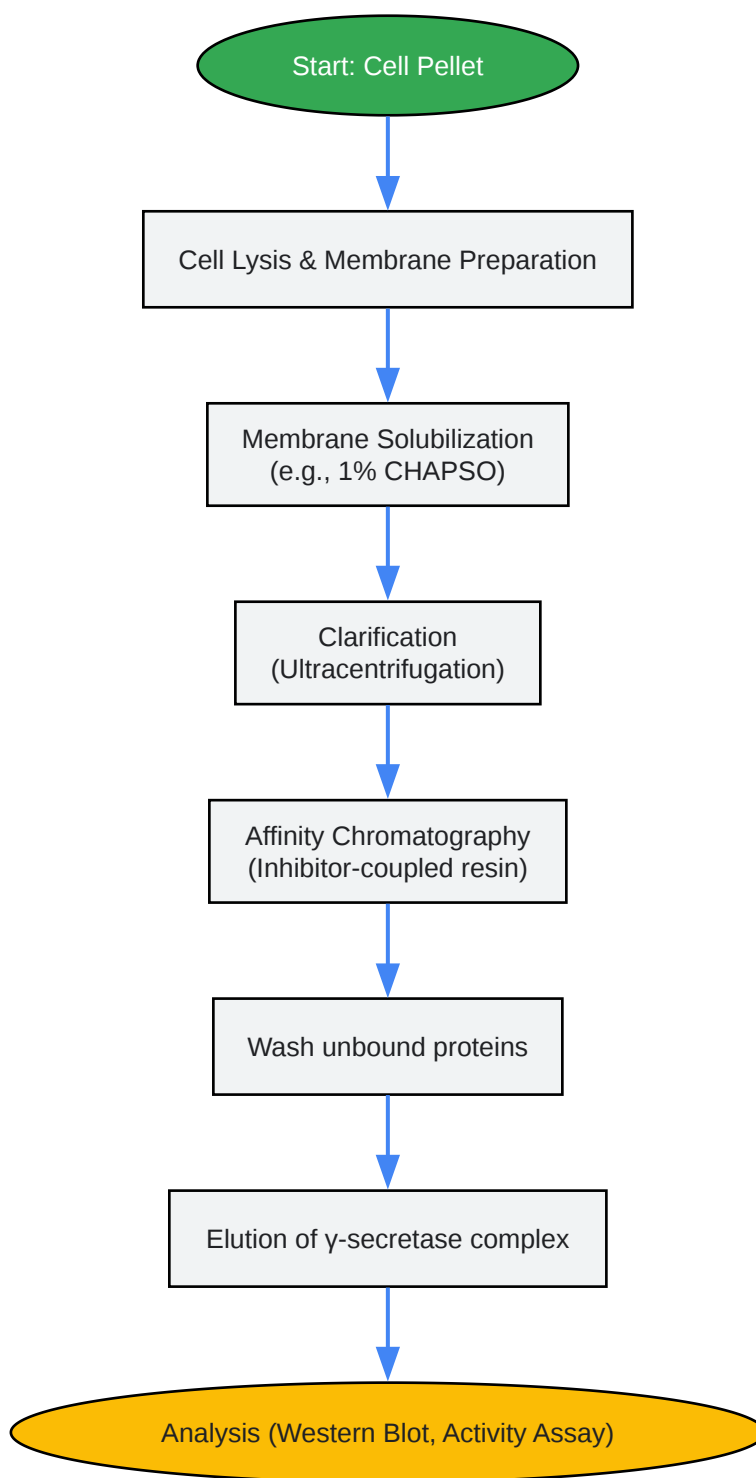 Start: Cell Pellet
Cell Lysis & Membrane Preparation
Membrane Solubilization
(e.g., 1% CHAPSO)
Clarification
(Ultracentrifugation)
Affinity Chromatography
(Inhibitor-coupled resin)
Wash unbound proteins
Elution of γ-secretase complex
Analysis (Western Blot, Activity Assay)